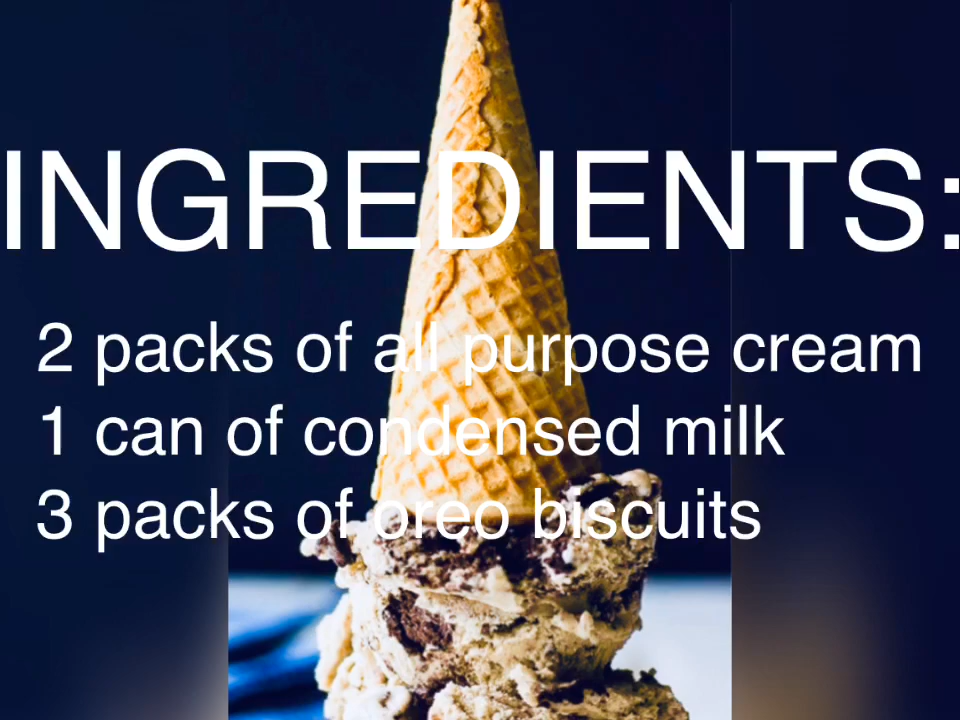 INGREDIENTS:
2 packs of all purpose cream
1 can of condensed milk
3 packs of oreo biscuits